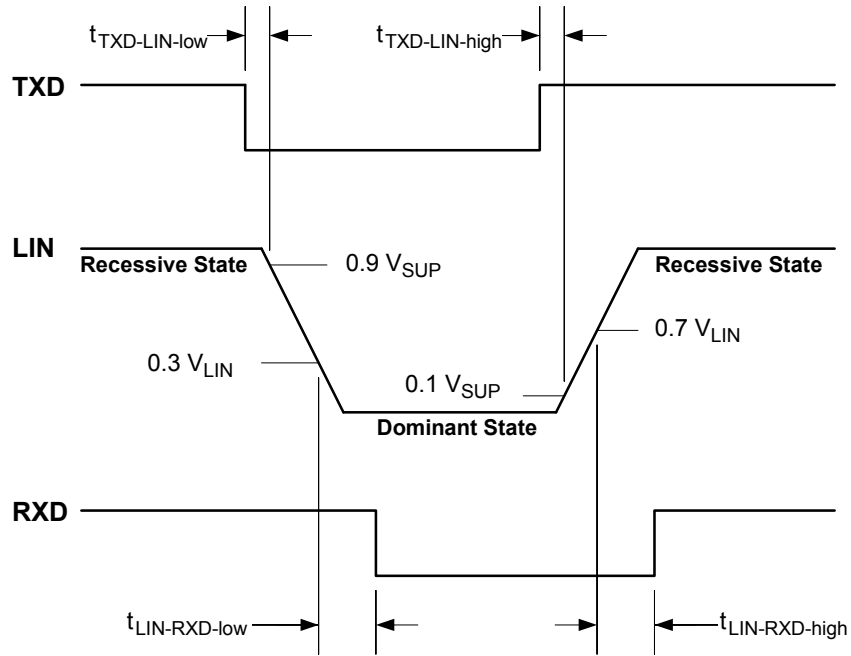 tTXD-LIN-low
tTXD-LIN-high
TXD
LIN
Recessive State
0.9 VSUP
Recessive State
0.7 VLIN
0.3 VLIN
0.1 VSUP
Dominant State
RXD
tLIN-RXD-low
tLIN-RXD-high